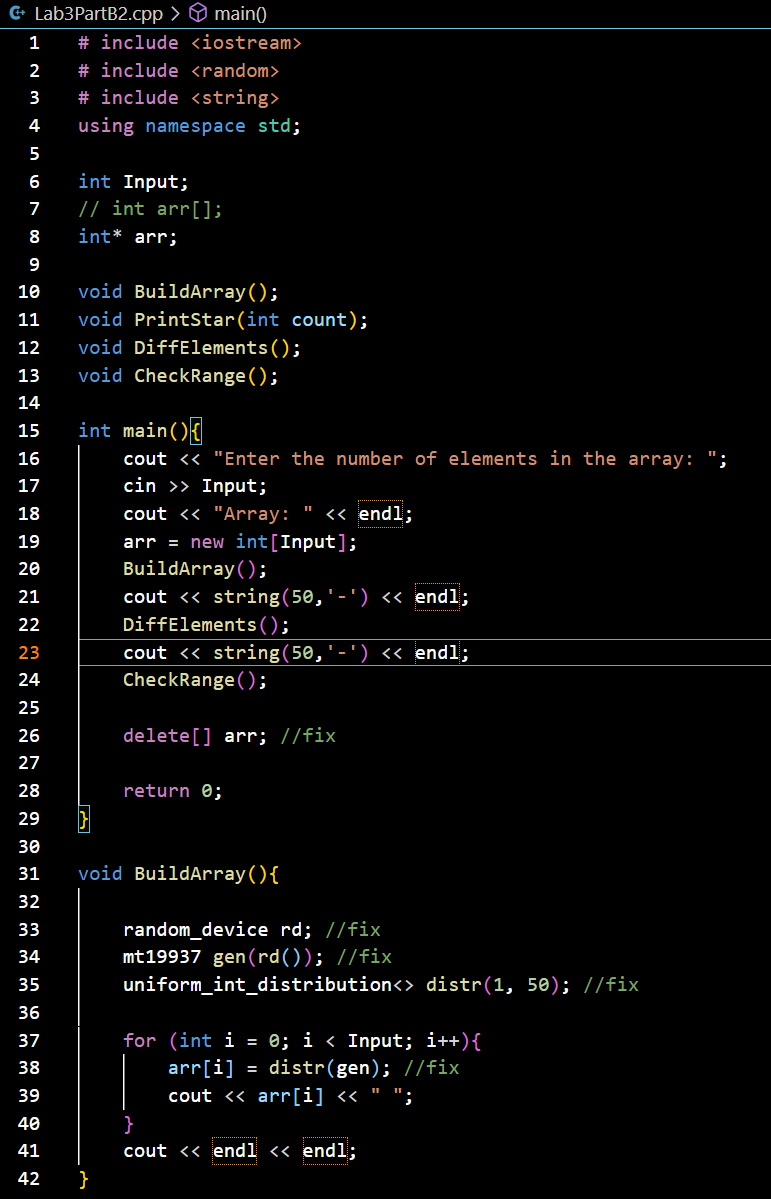 Lab3PartB2.cpp > main()
1 # include <iostream>
2 # include <random>
3 # include <string>
4 using namespace std;
5
6 int Input;
7 // int arr[];
8 int* arr;
9
10 void BuildArray();
11 void PrintStar(int count);
12 void DiffElements();
13 void CheckRange();
14
15 int main(){
16     cout << "Enter the number of elements in the array: ";
17     cin >> Input;
18     cout << "Array: " << endl;
19     arr = new int[Input];
20     BuildArray();
21     cout << string(50,'-') << endl;
22     DiffElements();
23     cout << string(50,'-') << endl;
24     CheckRange();
25
26     delete[] arr; //fix
27
28     return 0;
29 }
30
31 void BuildArray(){
32
33     random_device rd; //fix
34     mt19937 gen(rd()); //fix
35     uniform_int_distribution<> distr(1, 50); //fix
36
37     for (int i = 0; i < Input; i++){
38         arr[i] = distr(gen); //fix
39         cout << arr[i] << " ";
40     }
41     cout << endl << endl;
42 }